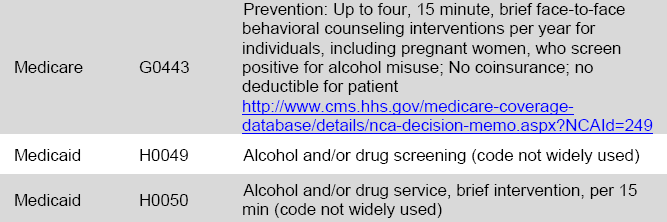 Prevention: Up to four, 15 minute, brief face-to-face
behavioral counseling interventions per year for
individuals, including pregnant women, who screen
Medicare G0443 positive for alcohol misuse; No coinsurance; no
deductible for patient
http://www.cms.hhs.gov/medicare-coverage-
database/details/nca-decision-memo.aspx?NCAId=249
Medicaid H0049 Alcohol and/or drug screening (code not widely used)
Medicaid H0050 Alcohol and/or drug service, brief intervention, per 15
min (code not widely used)